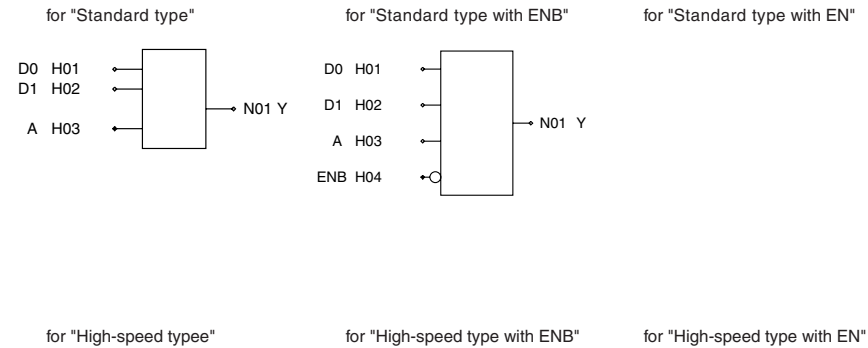 for "Standard type"
for "Standard type with ENB"
for "Standard type with EN"
D0 H01
D1 H02
A H03
N01 Y
D0 H01
D1 H02
A H03
ENB H04
N01 Y
for "High-speed typee"
for "High-speed type with ENB"
for "High-speed type with EN"